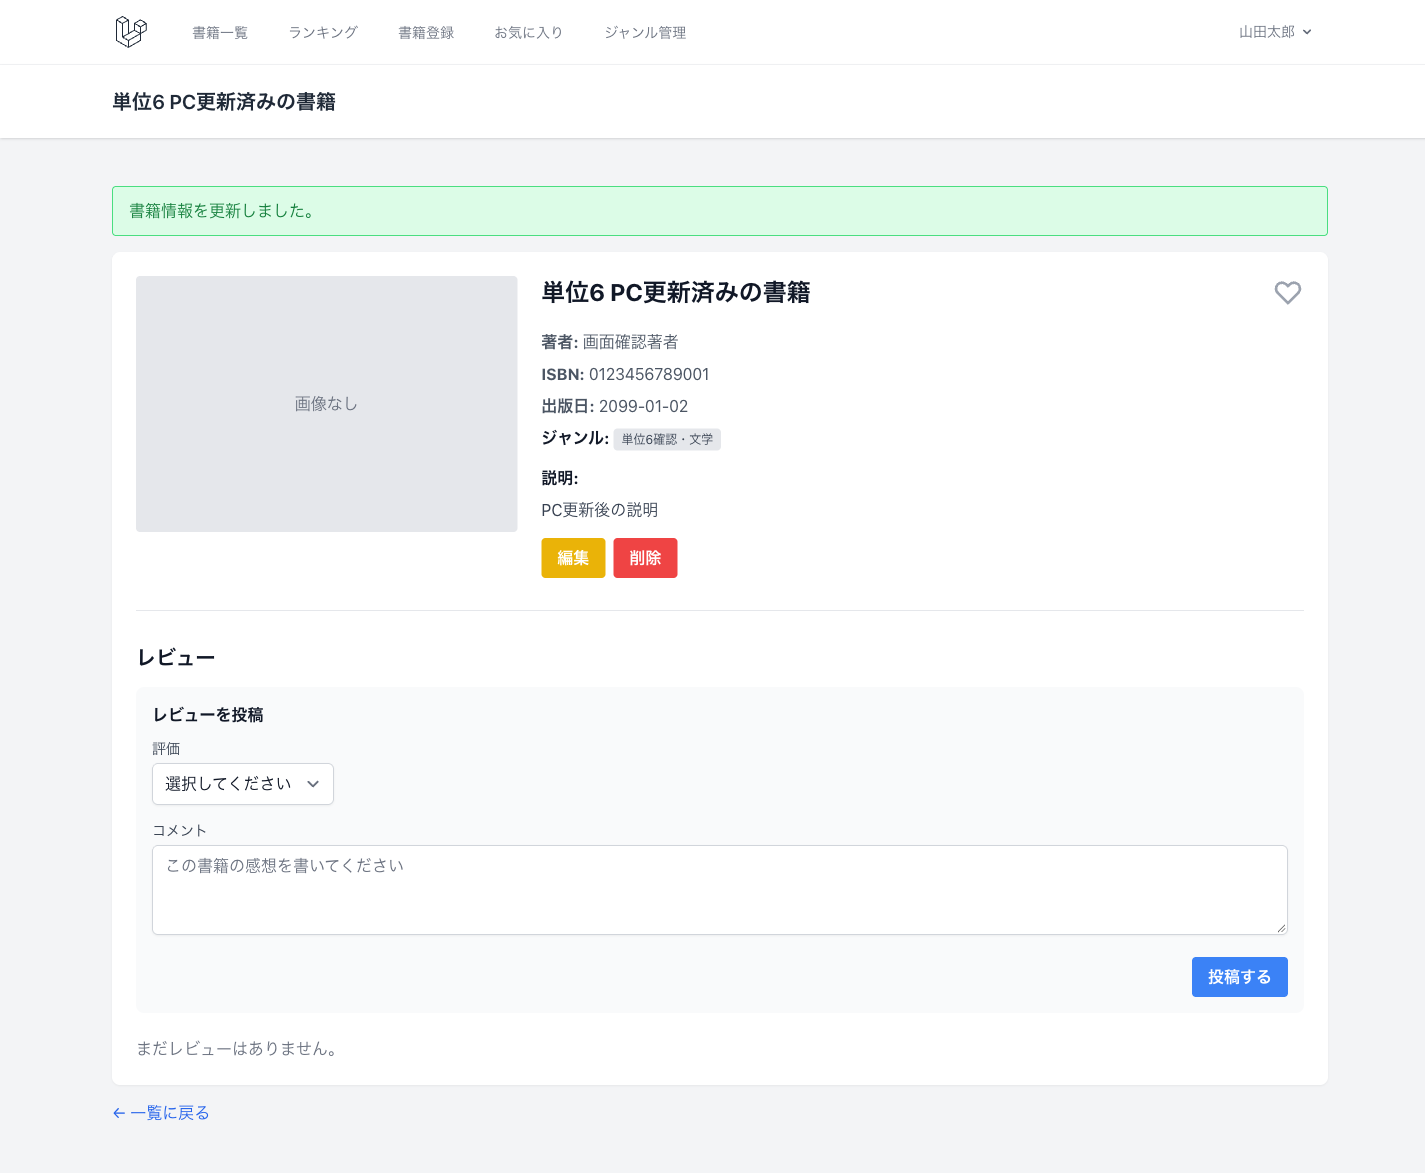 書籍一覧 ランキング 書籍登録 お気に入り ジャンル管理 山田太郎
単位6 PC更新済みの書籍
書籍情報を更新しました。
画像なし
単位6 PC更新済みの書籍
著者: 画面確認著者
ISBN: 0123456789001
出版日: 2099-01-02
ジャンル: 単位6確認・文学
説明:
PC更新後の説明
編集 削除
レビュー
レビューを投稿
評価
選択してください
コメント
この書籍の感想を書いてください
投稿する
まだレビューはありません。
← 一覧に戻る